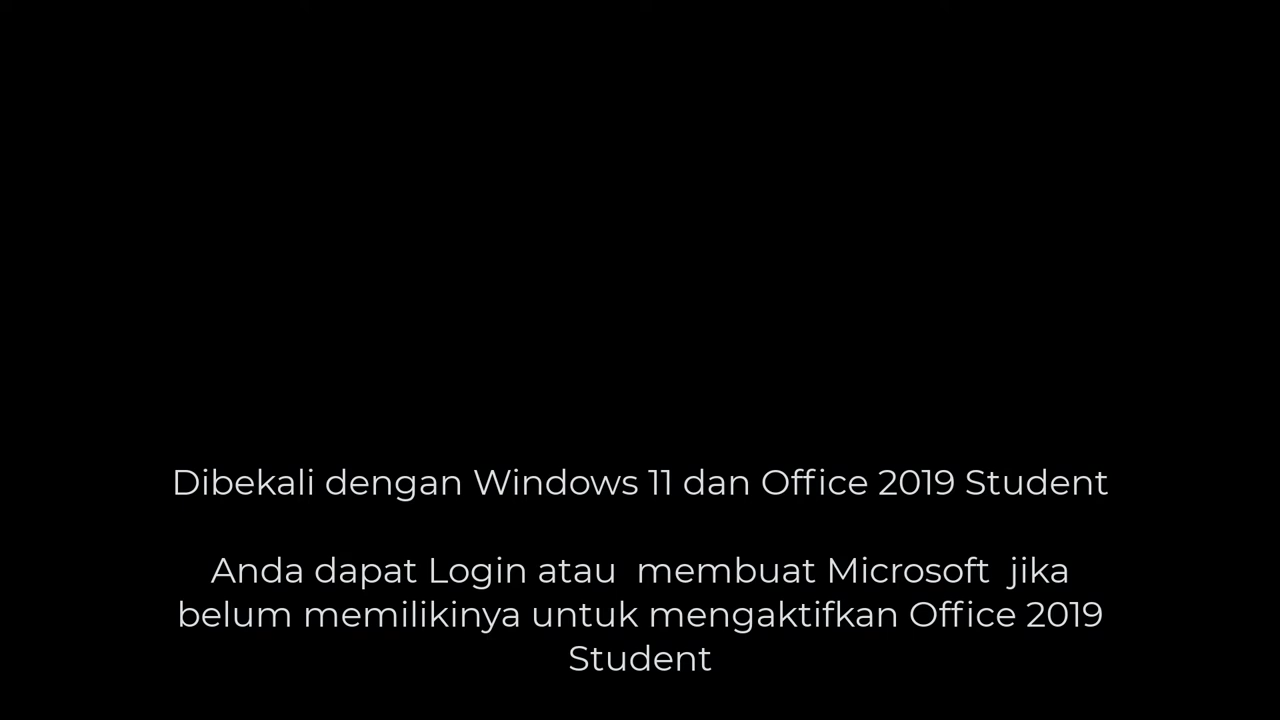 Dibekali dengan Windows 11 dan Office 2019 Student
Anda dapat Login atau  membuat Microsoft  jika
belum memilikinya untuk mengaktifkan Office 2019
Student